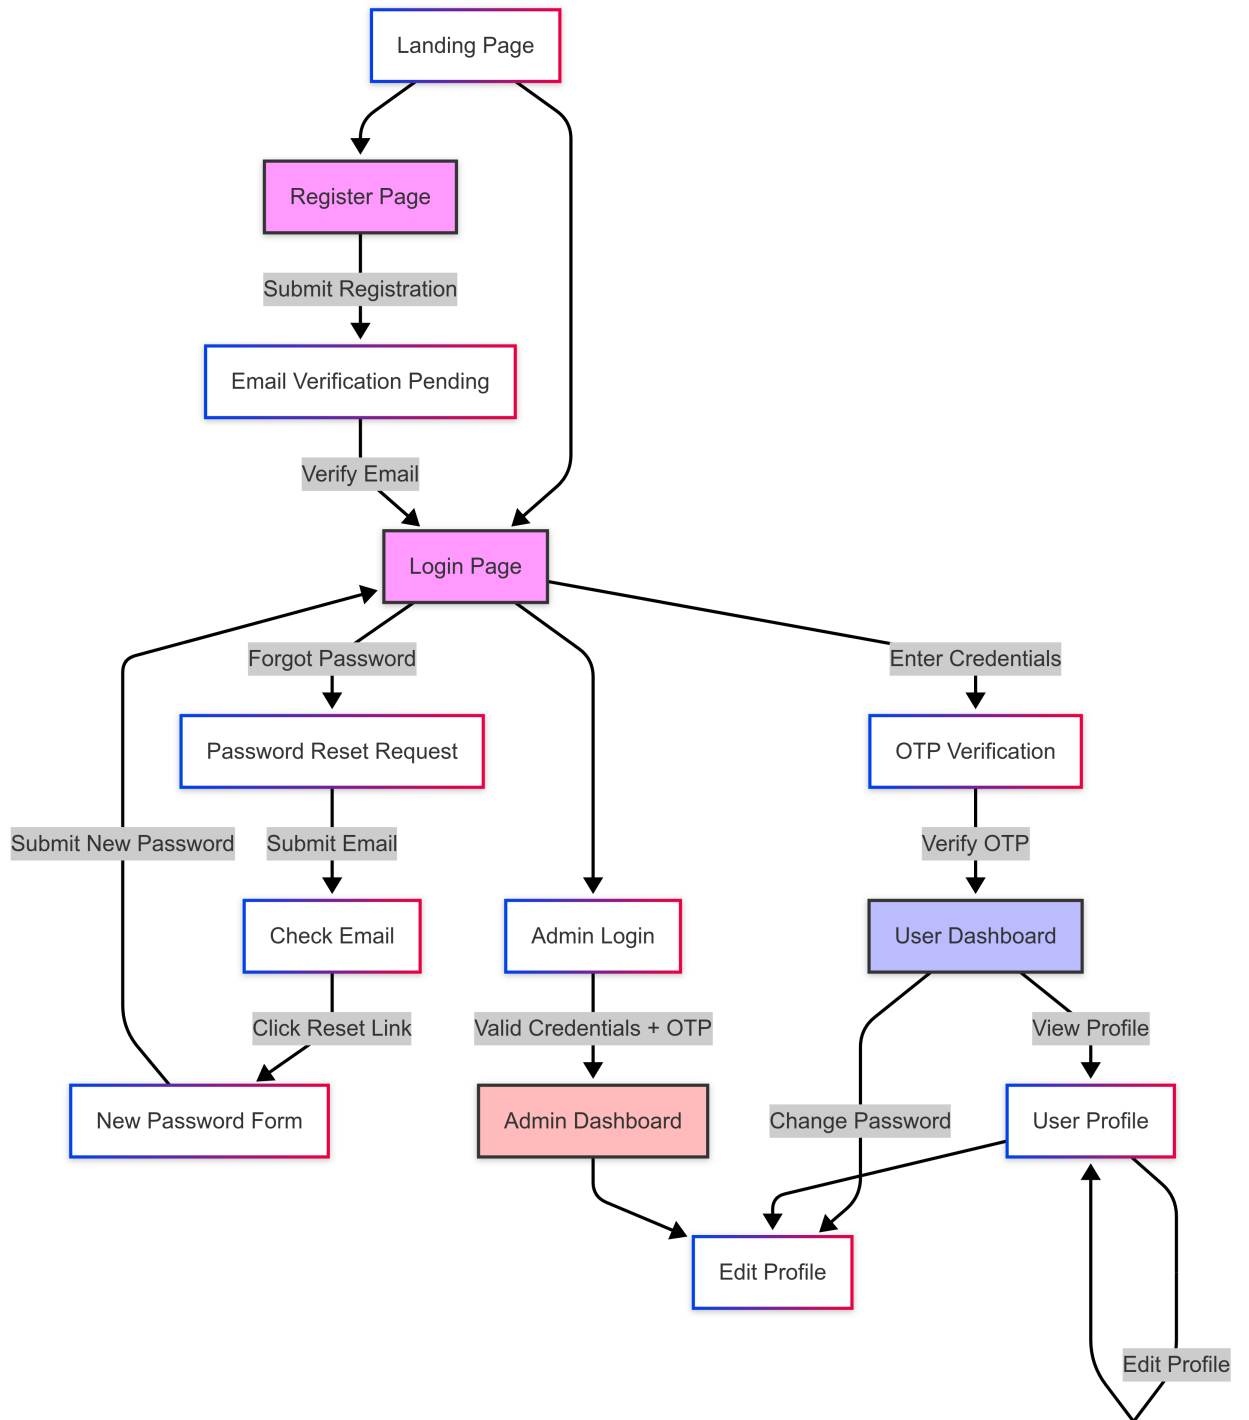 Landing Page
Register Page
Submit Registration
Email Verification Pending
Verify Email
Login Page
Forgot Password
Enter Credentials
Password Reset Request
OTP Verification
Submit New Password
Submit Email
Verify OTP
Check Email
Admin Login
User Dashboard
Click Reset Link
Valid Credentials + OTP
View Profile
New Password Form
Admin Dashboard
Change Password
User Profile
Edit Profile
Edit Profile